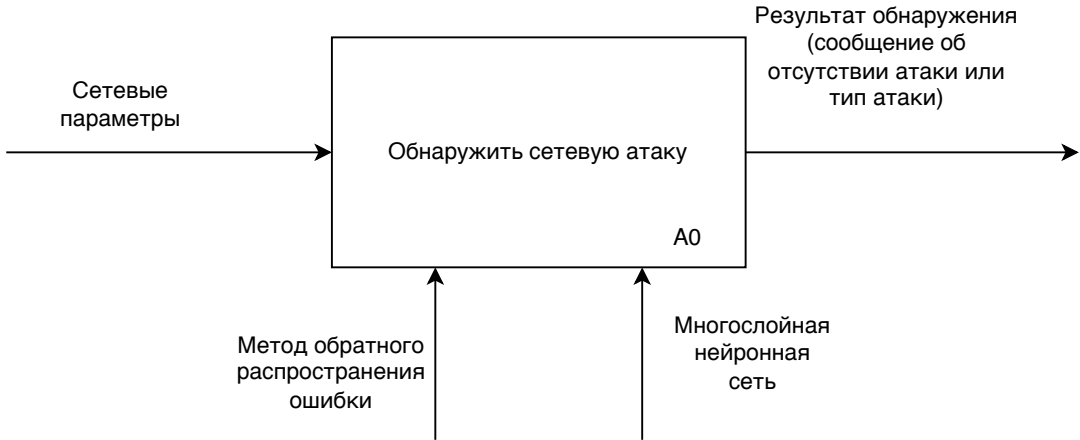 Сетевые
параметры
Обнаружить сетевую атаку
A0
Результат обнаружения
(сообщение об
отсутствии атаки или
тип атаки)
Метод обратного
распространения
ошибки
Многослойная
нейронная
сеть